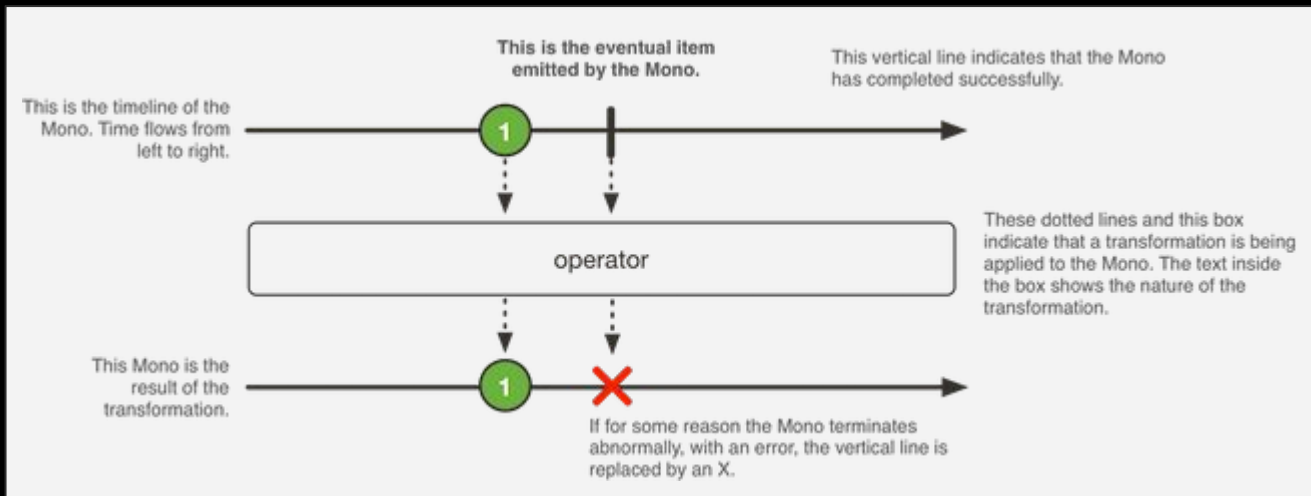 This is the eventual item
emitted by the Mono.
This vertical line indicates that the Mono
has completed successfully.
This is the timeline of the
Mono. Time flows from
left to right.
1
These dotted lines and this box
indicate that a transformation is being
applied to the Mono. The text inside
the box shows the nature of the
transformation.
operator
This Mono is the
result of the
transformation.
1
If for some reason the Mono terminates
abnormally, with an error, the vertical line is
replaced by an X.